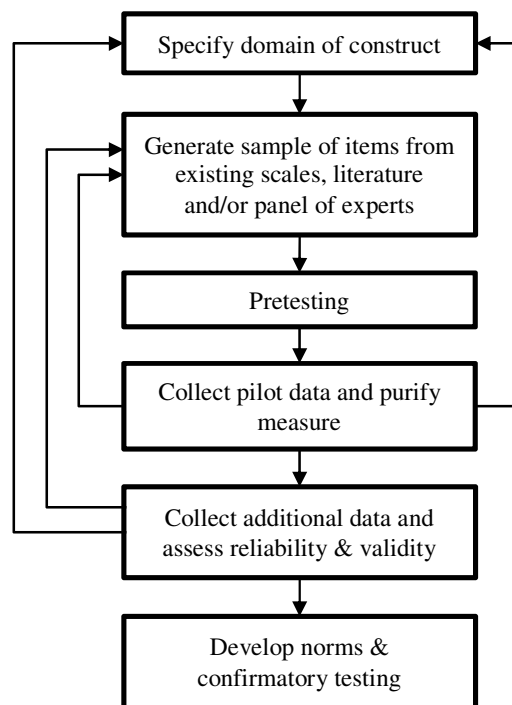 Specify domain of construct
Generate sample of items from
existing scales, literature
and/or panel of experts
Pretesting
Collect pilot data and purify
measure
Collect additional data and
assess reliability & validity
Develop norms &
confirmatory testing